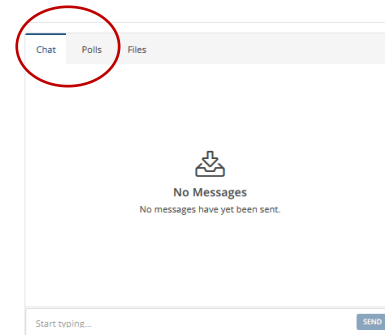 Chat Polls Files
No Messages
No messages have yet been sent.
Start typing... SEND